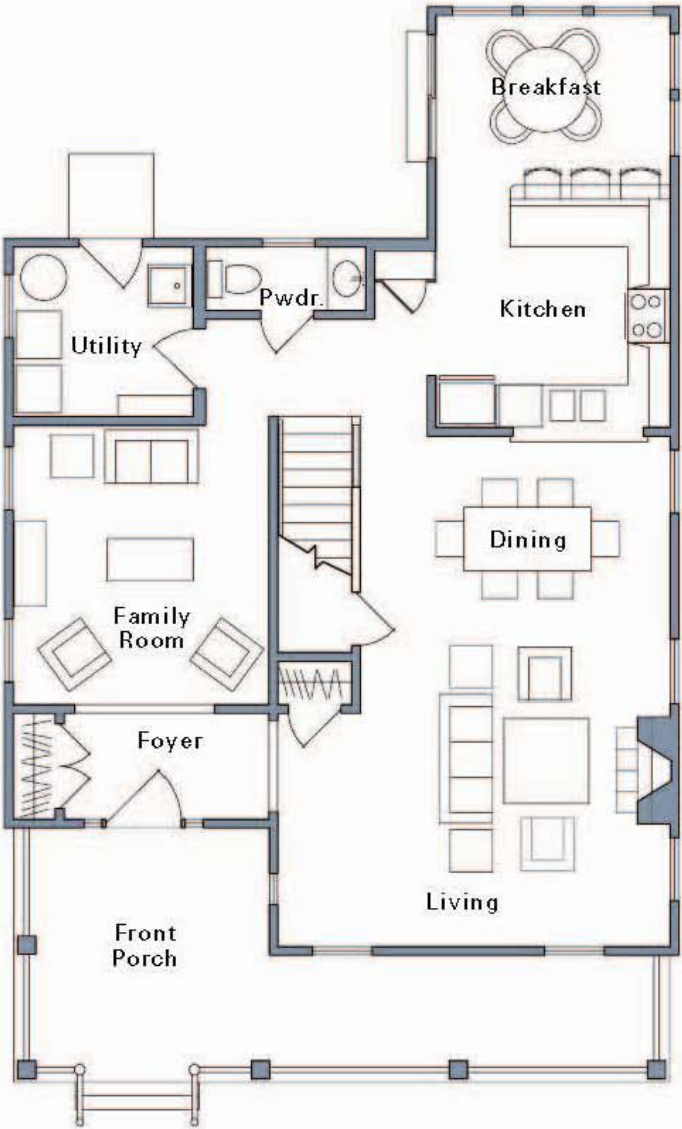 Breakfast
Pwdr.
Kitchen
Utility
Dining
Family
Room
Foyer
Living
Front
Porch